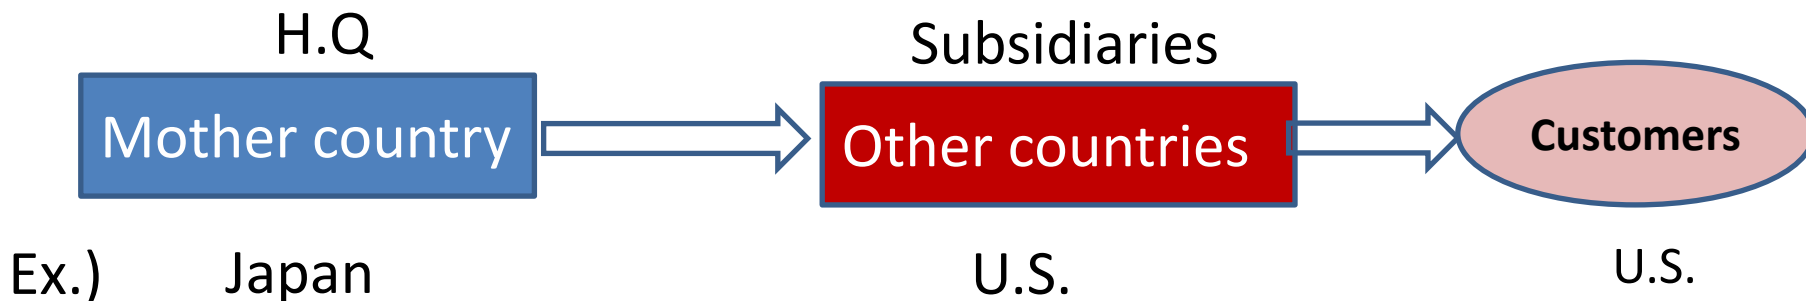 H.Q
Subsidiaries
Mother country
Other countries
Customers
Ex.) Japan U.S. U.S.